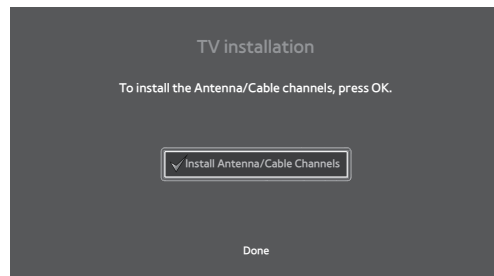 TV installation
To install the Antenna/Cable channels, press OK.
Install Antenna/Cable Channels
Done